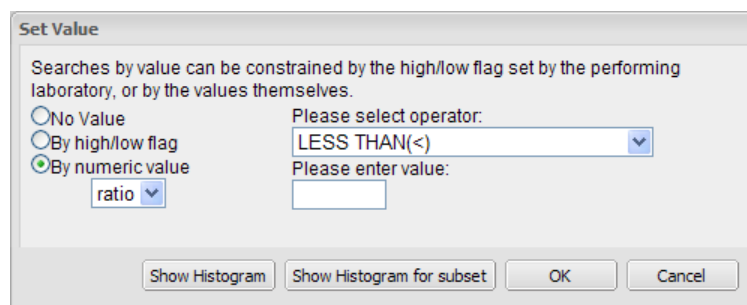 Set Value
Searches by value can be constrained by the high/low flag set by the performing
laboratory, or by the values themselves.
No Value
By high/low flag
By numeric value
ratio
Please select operator:
LESS THAN(<)
Please enter value:
Show Histogram
Show Histogram for subset
OK
Cancel